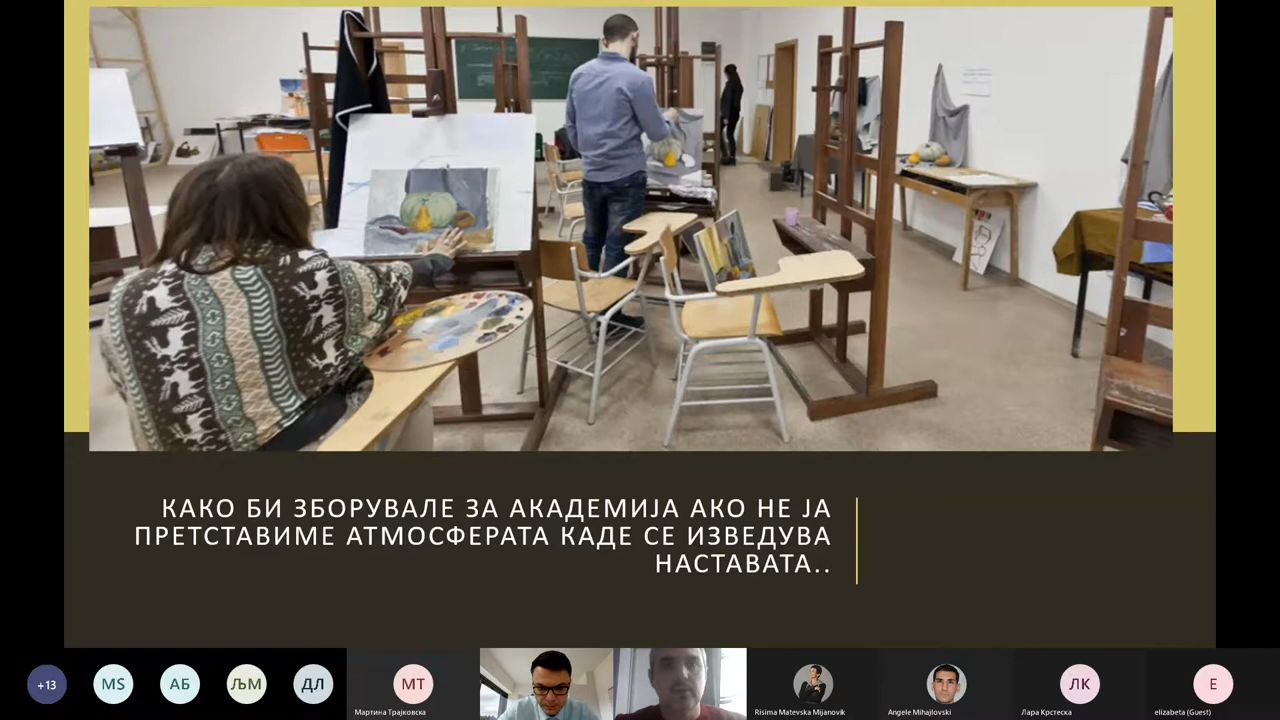 КАКО БИ ЗБОРУВАЛЕ ЗА АКАДЕМИЈА АКО НЕ ЈА
ПРЕТСТАВИМЕ АТМОСФЕРАТА КАДЕ СЕ ИЗВЕДУВА
НАСТАВАТА..
+13
MS
АБ
ЉМ
ДЛ
МТ
Мартина Трајковска
Risima Matevska Mijanovik
Angele Mihajlovski
ЛК
Лара Крстеска
E
elizabeta (Guest)